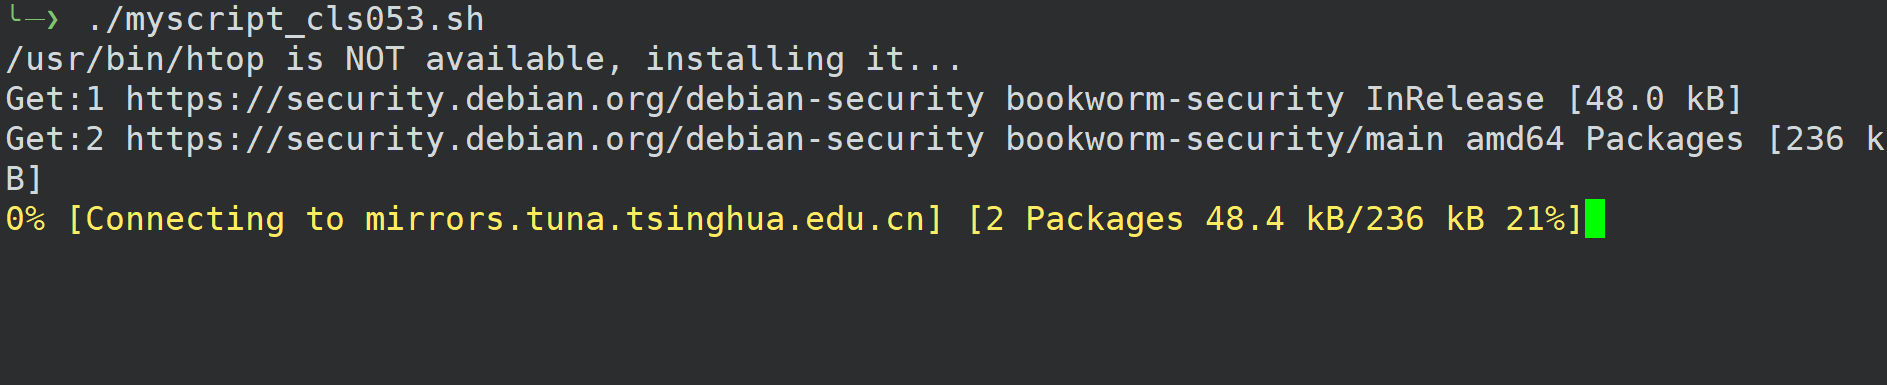 ╰─❯ ./myscript_cls053.sh
/usr/bin/htop is NOT available, installing it...
Get:1 https://security.debian.org/debian-security bookworm-security InRelease [48.0 kB]
Get:2 https://security.debian.org/debian-security bookworm-security/main amd64 Packages [236 k
B]
0% [Connecting to mirrors.tuna.tsinghua.edu.cn] [2 Packages 48.4 kB/236 kB 21%]